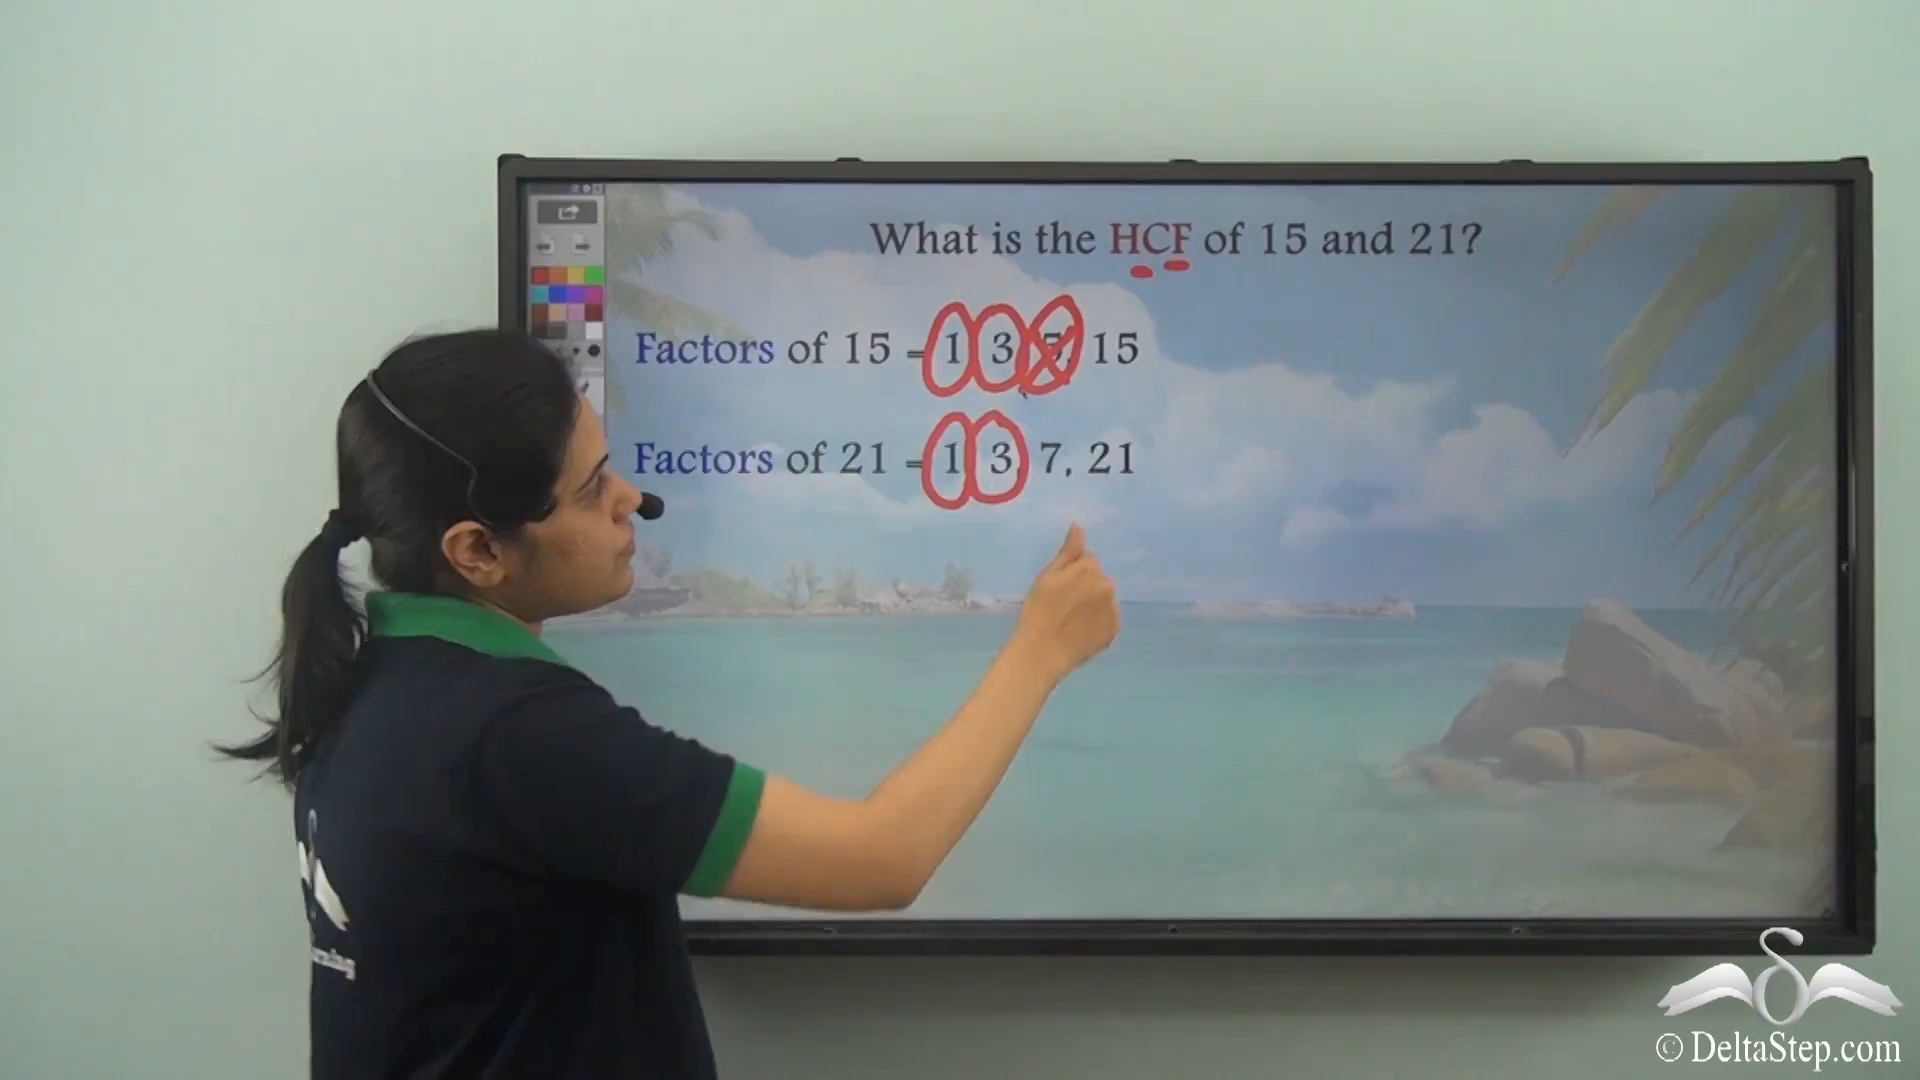 What is the HCF of 15 and 21?
Factors of 15 = 1, 3, 5, 15
Factors of 21 = 1, 3, 7, 21
© DeltaStep.com